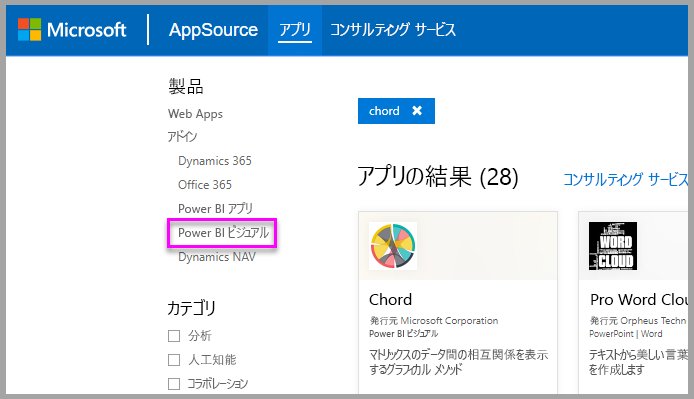 Microsoft AppSource アプリ コンサルティング サービス
製品
Web Apps
アドイン
Dynamics 365
Office 365
Power BI アプリ
Power BI ビジュアル
Dynamics NAV
カテゴリ
分析
人工知能
コラボレーション
chord ×
アプリの結果 (28)
コンサルティング サービス
Chord
発行元 Microsoft Corporation
Power BI ビジュアル
マトリックスのデータ間の相互関係を表示
するグラフィカル メソッド
WORD
CLOUD
Pro Word Clou
発行元 Orpheus Techn
PowerPoint | Word
テキストから美しい言葉
を作成します